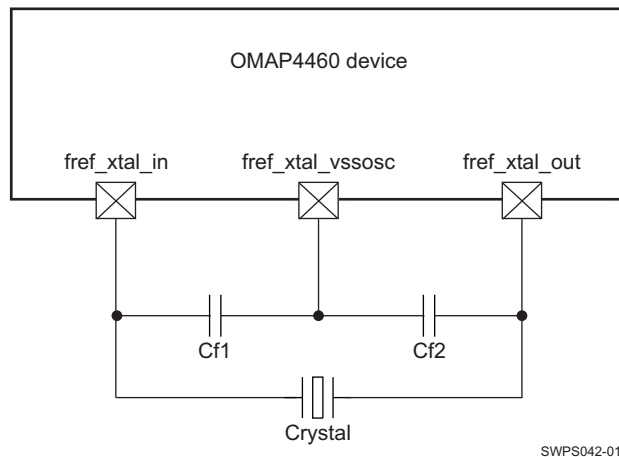 OMAP4460 device
fref_xtal_in fref_xtal_vssosc fref_xtal_out
Cf1 Cf2
Crystal
SWPS042-01